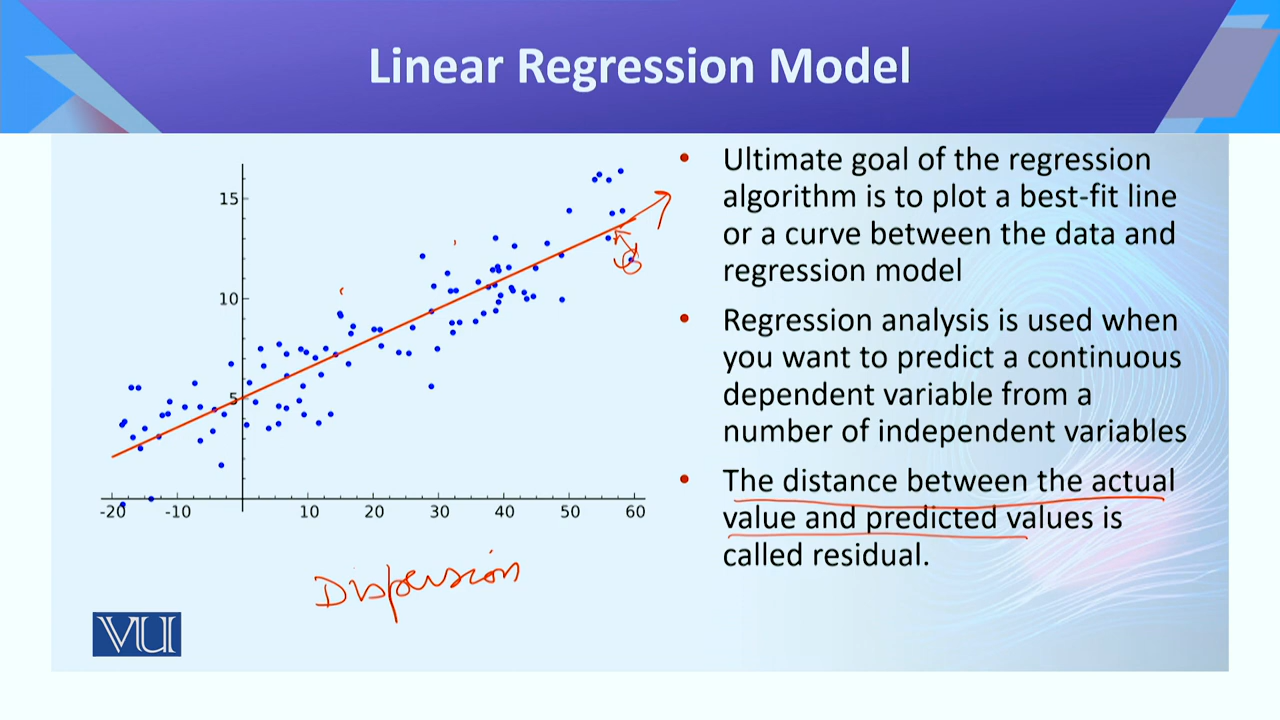 Linear Regression Model
15
10
5
-20 -10 10 20 30 40 50 60
Dispersion
VU
• Ultimate goal of the regression
algorithm is to plot a best-fit line
or a curve between the data and
regression model
• Regression analysis is used when
you want to predict a continuous
dependent variable from a
number of independent variables
• The distance between the actual
value and predicted values is
called residual.